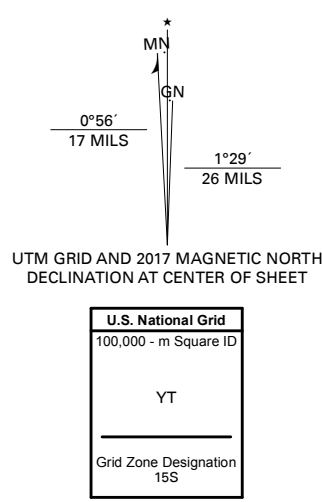 ★
MN
GN
0°56´
17 MILS
1°29´
26 MILS
UTM GRID AND 2017 MAGNETIC NORTH
DECLINATION AT CENTER OF SHEET
U.S. National Grid
100,000 - m Square ID
YT
Grid Zone Designation
15S